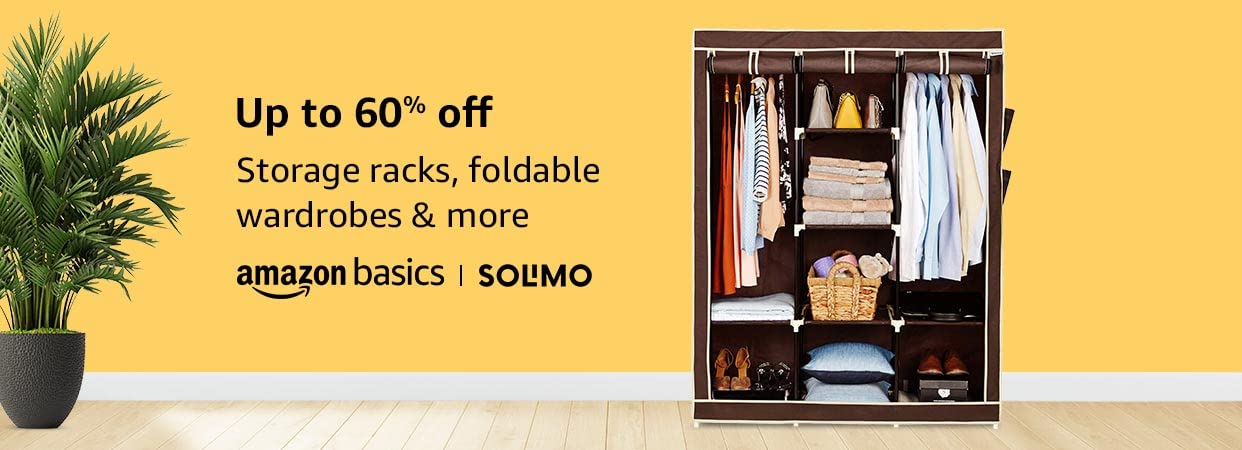 Up to 60% off
Storage racks, foldable
wardrobes & more
amazon basics | SOLIMO